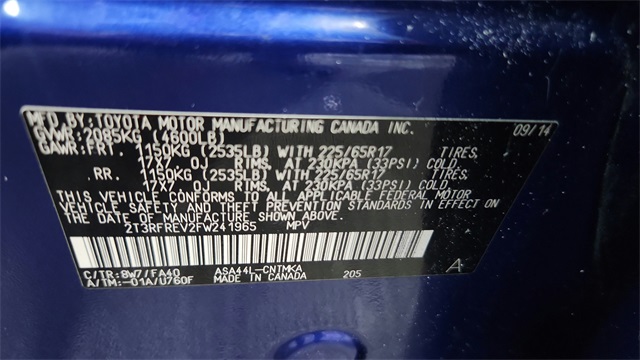 MFD. BY: TOYOTA MOTOR MANUFACTURING CANADA INC. 09/14
GVWR: 2085KG (4600LB)
GAWR: FRT. 1150KG (2535LB) WITH 225/65R17 TIRES,
17X7 OJ RIMS, AT 230KPA (33PSI) COLD.
RR. 1150KG (2535LB) WITH 225/65R17 TIRES,
17X7 OJ RIMS, AT 230KPA (33PSI) COLD.
THIS VEHICLE CONFORMS TO ALL APPLICABLE FEDERAL MOTOR
VEHICLE SAFETY AND THEFT PREVENTION STANDARDS IN EFFECT ON
THE DATE OF MANUFACTURE SHOWN ABOVE.
2T3RFREV2FW241965 MPV
C/TR: 8W7/FA40 ASA44L-CNTMKA 205 A
A/TM: -01A/U760F MADE IN CANADA